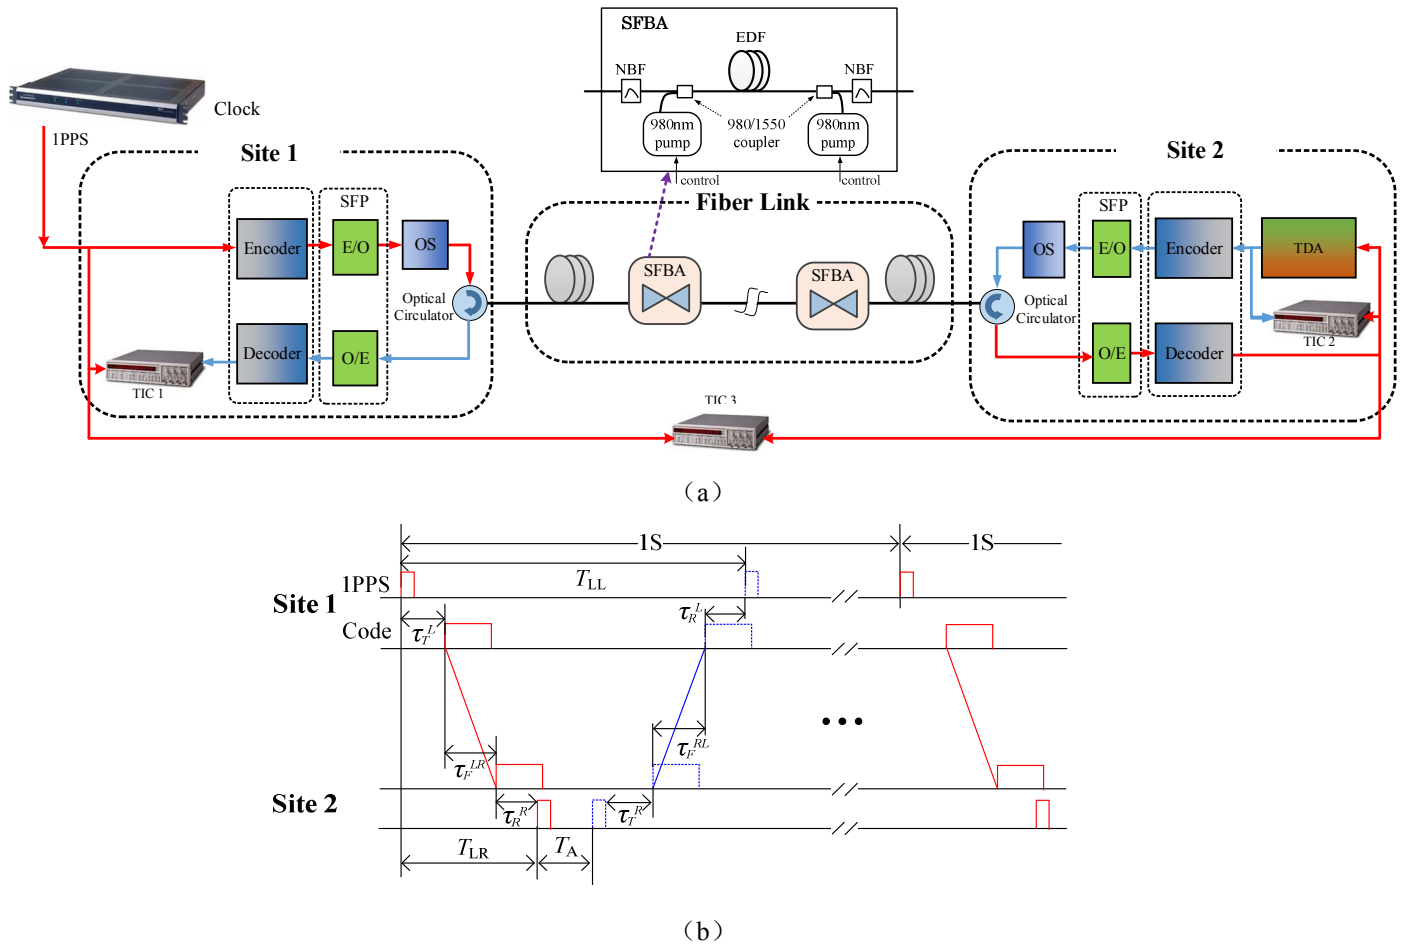 SFBA
EDF
NBF
NBF
980nm
pump
980/1550
coupler
980nm
pump
control
control
Clock
1PPS
Site 1
SFP
Encoder
E/O
OS
Optical
Circulator
Decoder
O/E
TIC 1
Fiber Link
SFBA
SFBA
Site 2
SFP
OS
E/O
Encoder
TDA
Optical
Circulator
O/E
Decoder
TIC 2
TIC 3
(a)
1S
1S
T_LL
1PPS
Site 1
τ_R^L
Code
τ_T^L
τ_F^LR
τ_F^RL
Site 2
τ_R^R
τ_T^R
T_LR
T_A
(b)